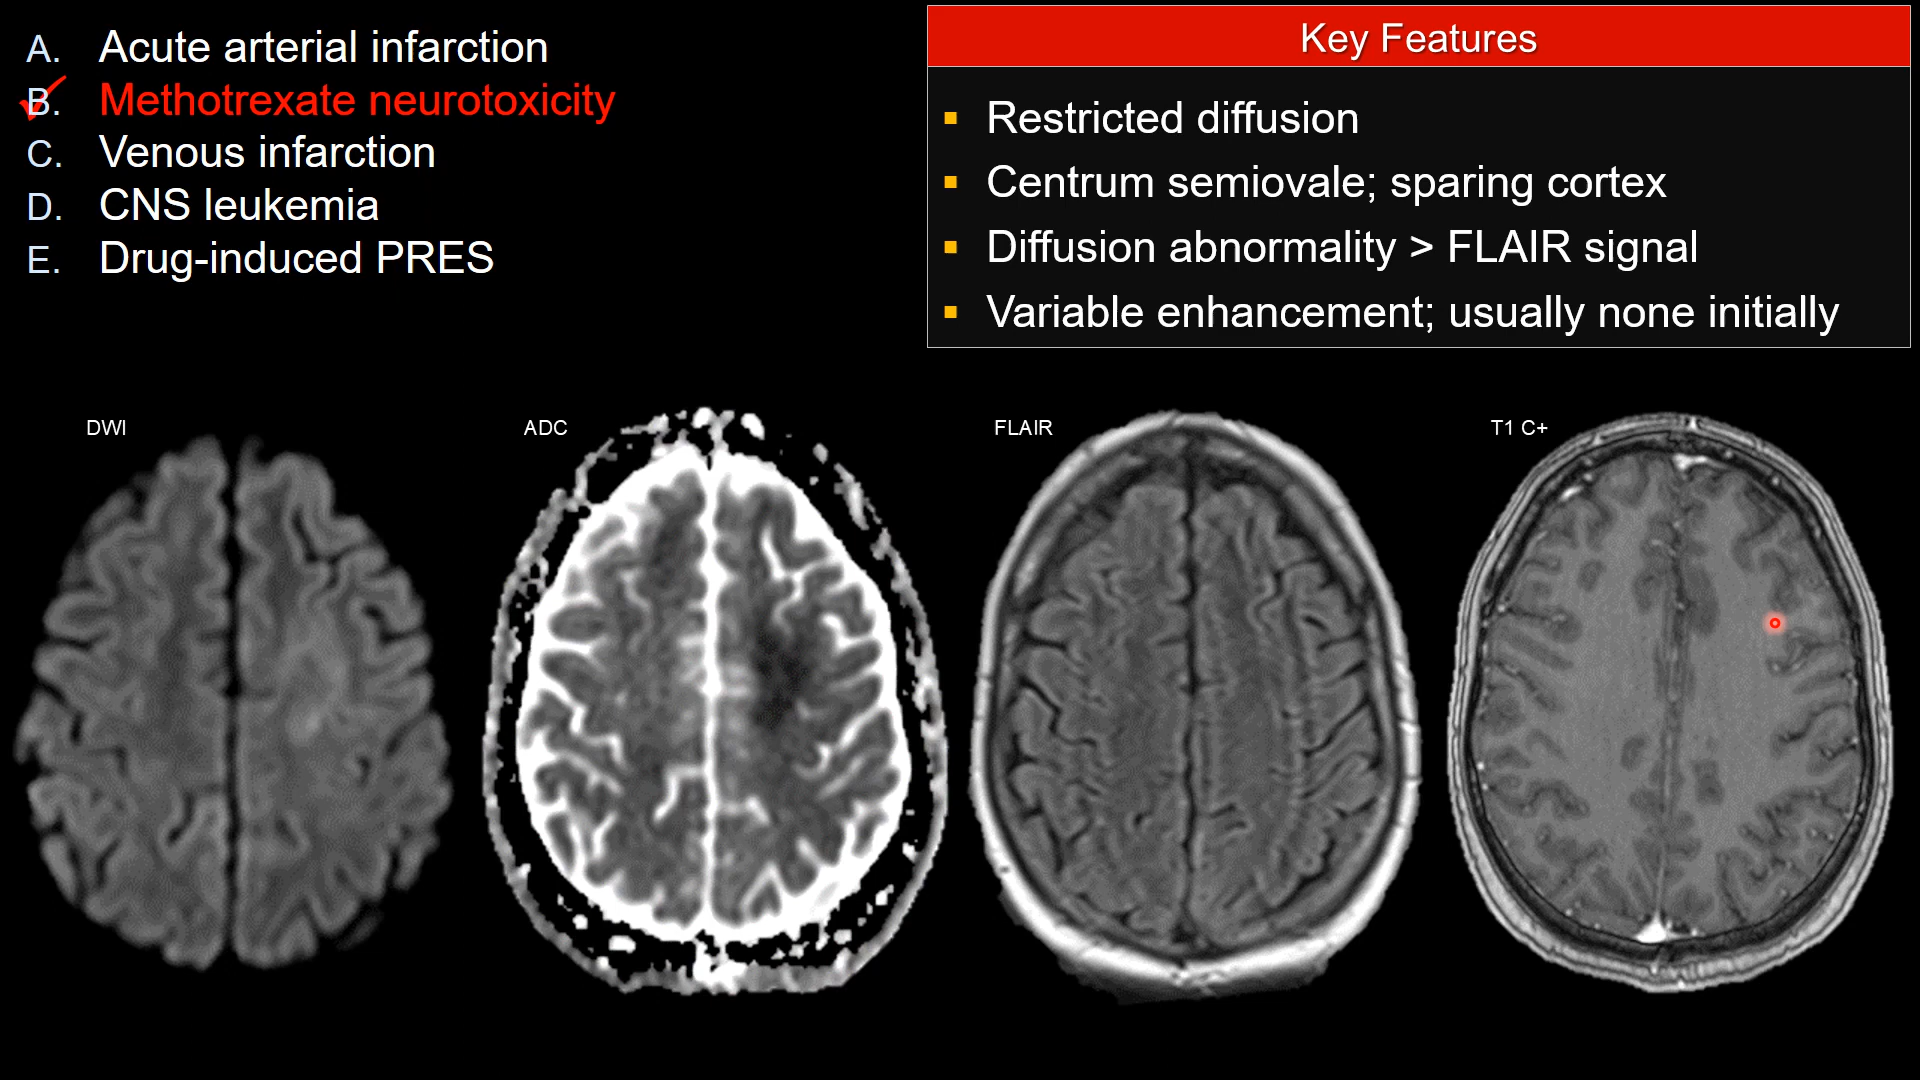 A. Acute arterial infarction
B. Methotrexate neurotoxicity
C. Venous infarction
D. CNS leukemia
E. Drug-induced PRES
Key Features
▪ Restricted diffusion
▪ Centrum semiovale; sparing cortex
▪ Diffusion abnormality > FLAIR signal
▪ Variable enhancement; usually none initially
DWI
ADC
FLAIR
T1 C+